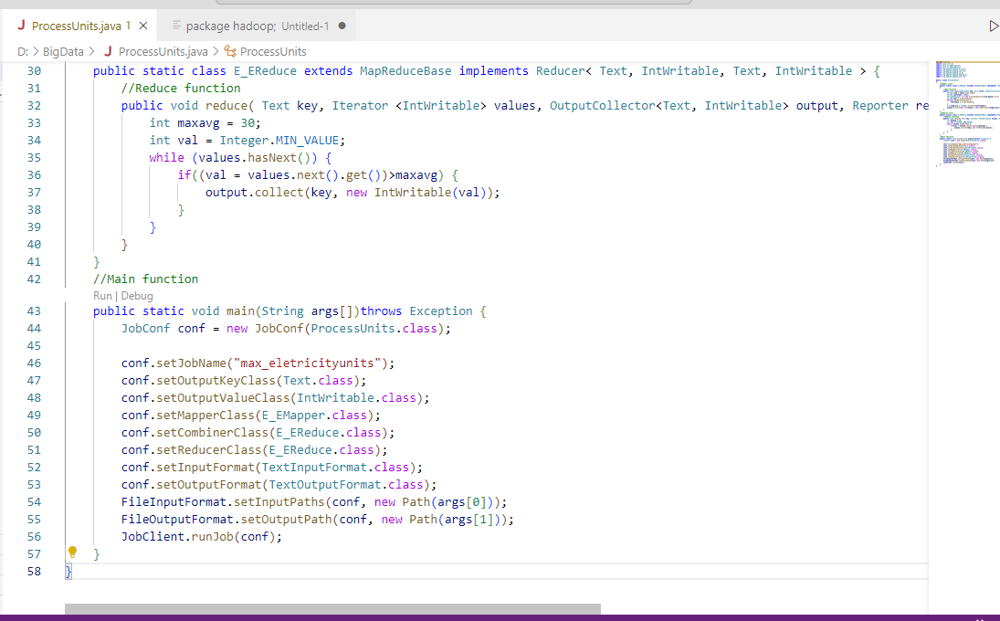 J ProcessUnits.java 1 × package hadoop; Untitled-1 ●
D: > BigData > J ProcessUnits.java > ProcessUnits
30 public static class E_EReduce extends MapReduceBase implements Reducer< Text, IntWritable, Text, IntWritable > {
31 //Reduce function
32 public void reduce( Text key, Iterator <IntWritable> values, OutputCollector<Text, IntWritable> output, Reporter re
33 int maxavg = 30;
34 int val = Integer.MIN_VALUE;
35 while (values.hasNext()) {
36 if((val = values.next().get())>maxavg) {
37 output.collect(key, new IntWritable(val));
38 }
39 }
40 }
41 }
42 //Main function
Run | Debug
43 public static void main(String args[])throws Exception {
44 JobConf conf = new JobConf(ProcessUnits.class);
45
46 conf.setJobName("max_eletricityunits");
47 conf.setOutputKeyClass(Text.class);
48 conf.setOutputValueClass(IntWritable.class);
49 conf.setMapperClass(E_EMapper.class);
50 conf.setCombinerClass(E_EReduce.class);
51 conf.setReducerClass(E_EReduce.class);
52 conf.setInputFormat(TextInputFormat.class);
53 conf.setOutputFormat(TextOutputFormat.class);
54 FileInputFormat.setInputPaths(conf, new Path(args[0]));
55 FileOutputFormat.setOutputPath(conf, new Path(args[1]));
56 JobClient.runJob(conf);
57 }
58 }